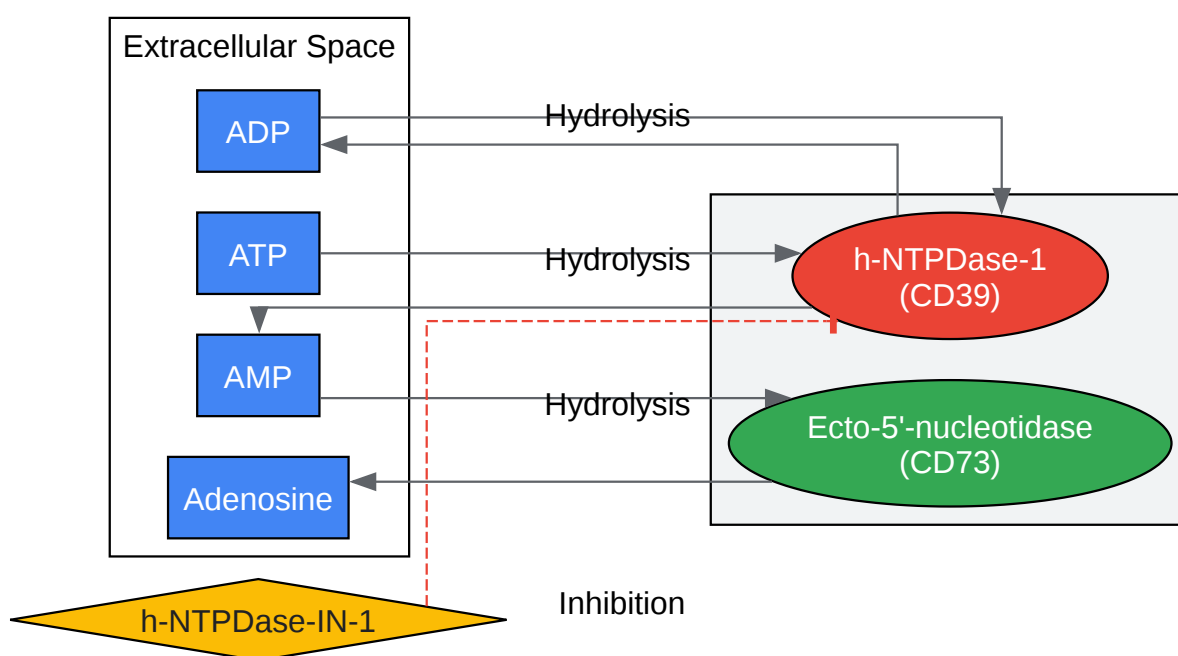 Extracellular Space
ADP
Hydrolysis
ATP
Hydrolysis
h-NTPDase-1
(CD39)
AMP
Hydrolysis
Ecto-5'-nucleotidase
(CD73)
Adenosine
h-NTPDase-IN-1
Inhibition